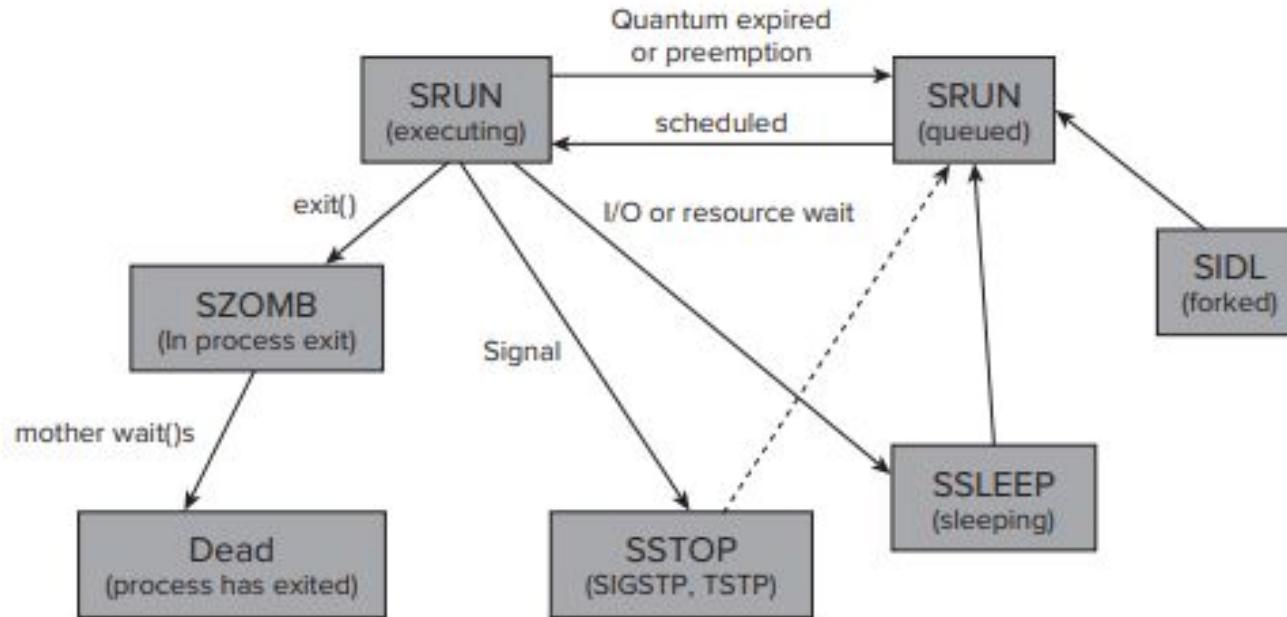 Quantum expired
or preemption
SRUN
(executing)
SRUN
(queued)
scheduled
exit()
I/O or resource wait
SIDL
(forked)
SZOMB
(In process exit)
Signal
mother wait()s
SSLEEP
(sleeping)
Dead
(process has exited)
SSTOP
(SIGSTP, TSTP)